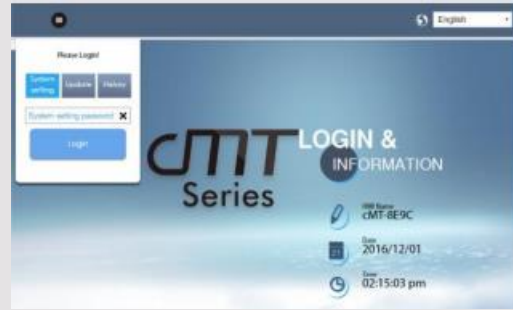 English
Please Login!
System setting
Update
History
System setting password
Login
cMT
Series
LOGIN &
INFORMATION
HMI Name
cMT-8E9C
Date
2016/12/01
Time
02:15:03 pm